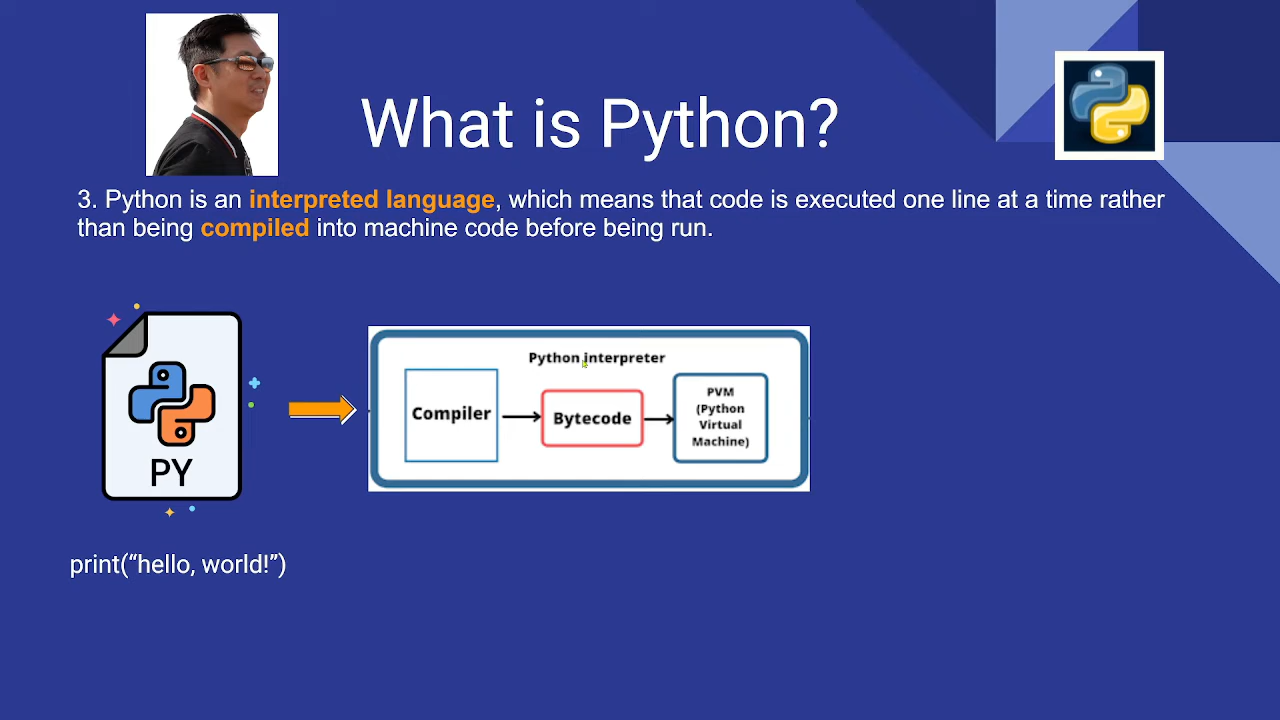 What is Python?
3. Python is an interpreted language, which means that code is executed one line at a time rather
than being compiled into machine code before being run.
PY
Python interpreter
Compiler
Bytecode
PVM
(Python
Virtual
Machine)
print(“hello, world!”)